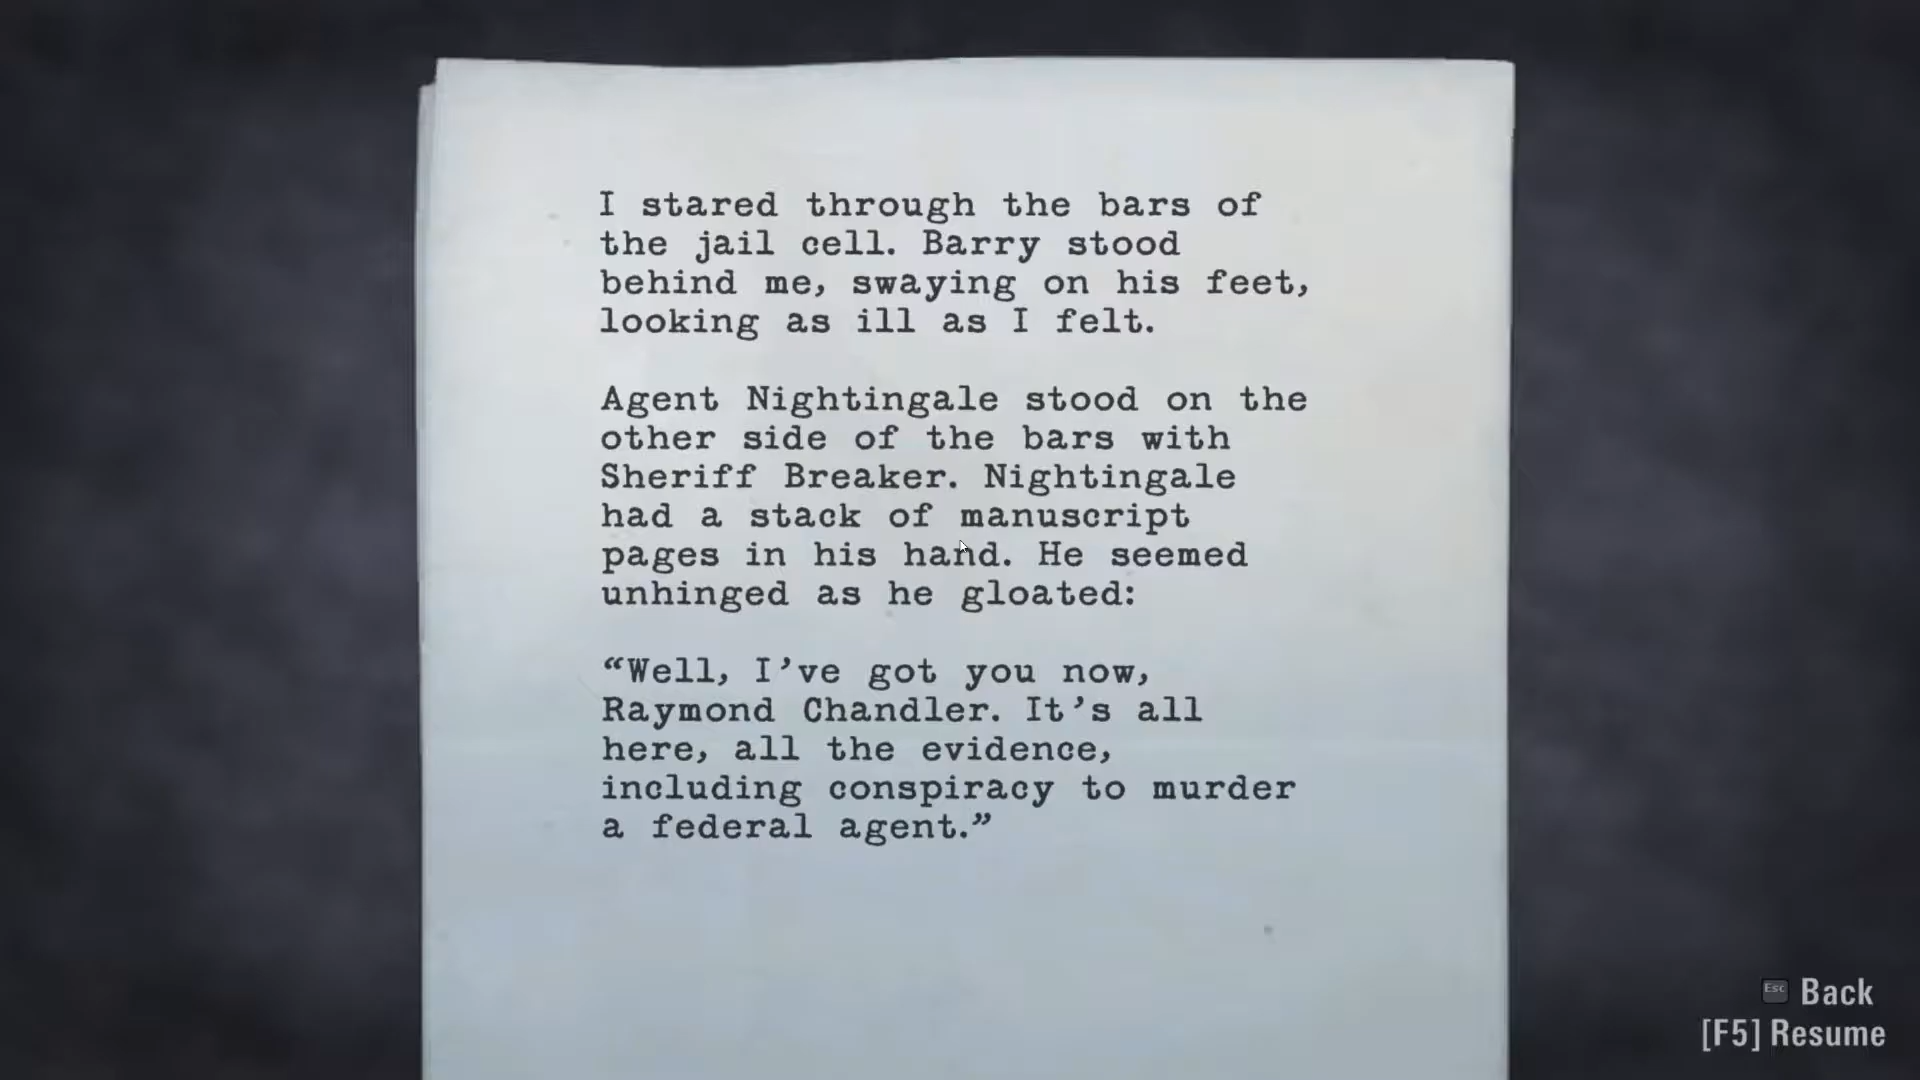 I stared through the bars of
the jail cell. Barry stood
behind me, swaying on his feet,
looking as ill as I felt.
Agent Nightingale stood on the
other side of the bars with
Sheriff Breaker. Nightingale
had a stack of manuscript
pages in his hand. He seemed
unhinged as he gloated:
“Well, I’ve got you now,
Raymond Chandler. It’s all
here, all the evidence,
including conspiracy to murder
a federal agent.”
Esc Back
[F5] Resume